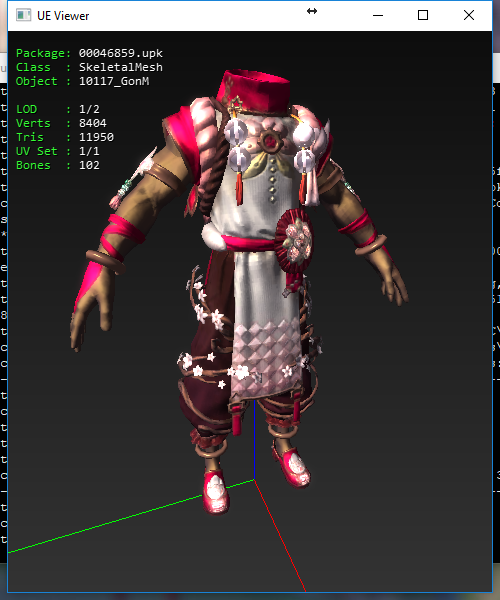 UE Viewer
Package: 00046859.upk
Class : SkeletalMesh
Object : 10117_GonM
LOD : 1/2
Verts : 8404
Tris : 11950
UV Set : 1/1
Bones : 102